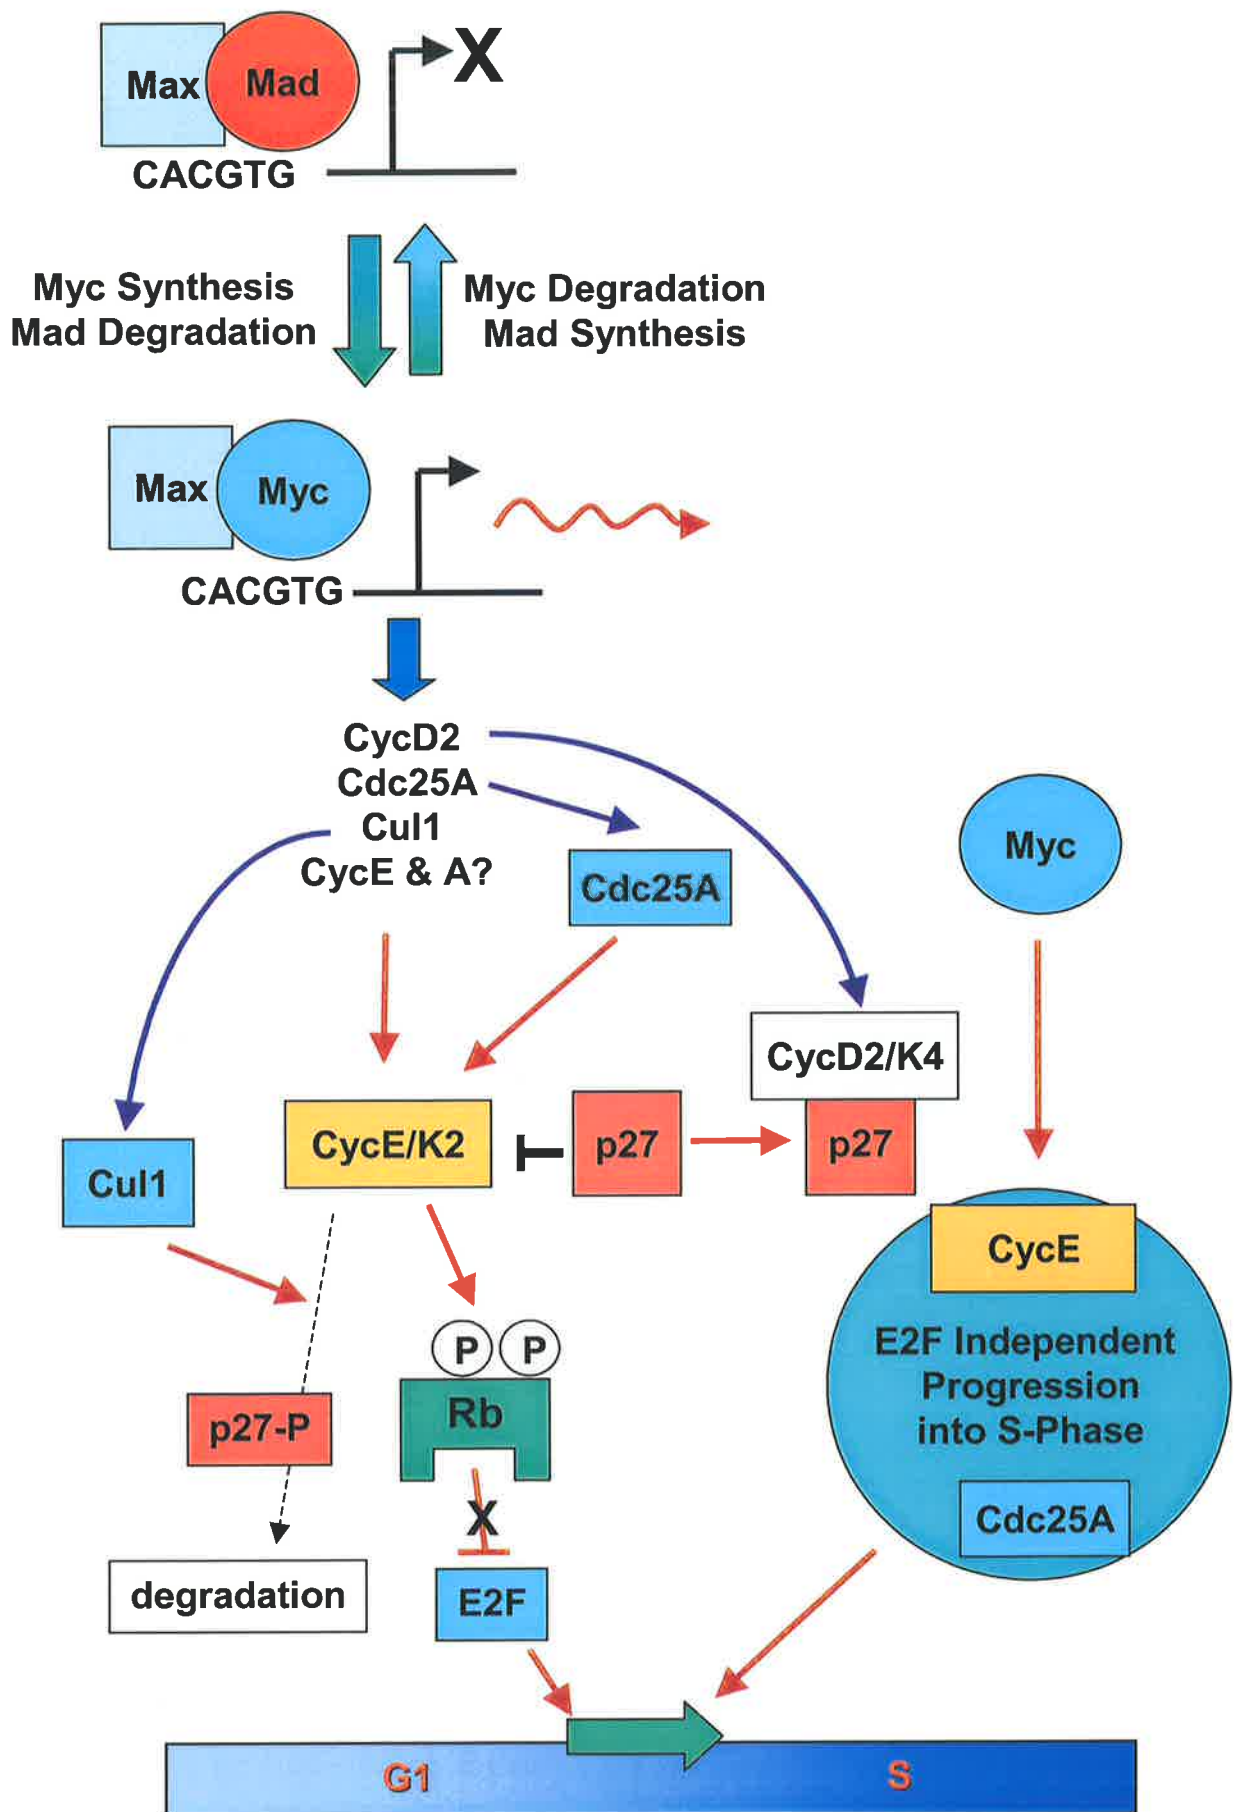 Max
Mad
X
CACGTG
Myc Synthesis
Mad Degradation
Myc Degradation
Mad Synthesis
Max
Myc
CACGTG
CycD2
Cdc25A
Cul1
CycE & A?
Cdc25A
Myc
CycD2/K4
p27
CycE/K2
p27
Cul1
CycE
E2F Independent
Progression
into S-Phase
Cdc25A
P
P
Rb
p27-P
X
degradation
E2F
G1
S